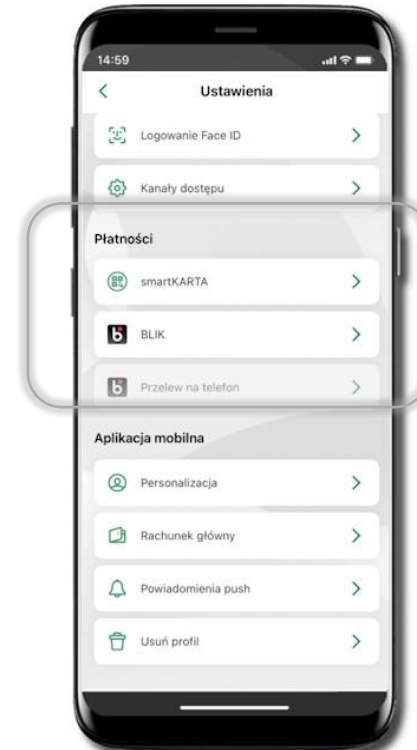 14:59
Ustawienia
Logowanie Face ID
Kanały dostępu
Płatności
smartKARTA
BLIK
Przelew na telefon
Aplikacja mobilna
Personalizacja
Rachunek główny
Powiadomienia push
Usuń profil